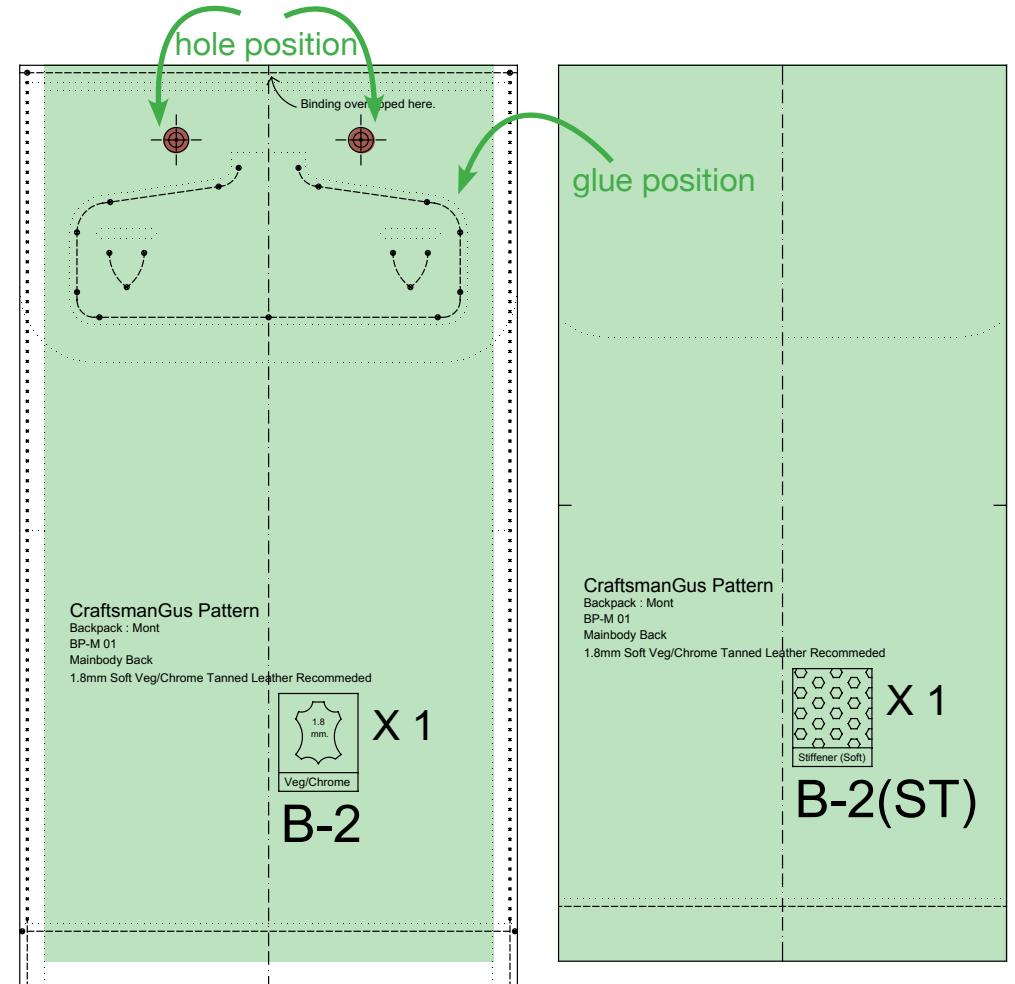 hole position
Binding overlapped here.
glue position
CraftsmanGus Pattern
Backpack : Mont
BP-M 01
Mainbody Back
1.8mm Soft Veg/Chrome Tanned Leather Recommeded
1.8
mm.
X 1
Veg/Chrome
B-2
CraftsmanGus Pattern
Backpack : Mont
BP-M 01
Mainbody Back
1.8mm Soft Veg/Chrome Tanned Leather Recommeded
X 1
Stiffener (Soft)
B-2(ST)